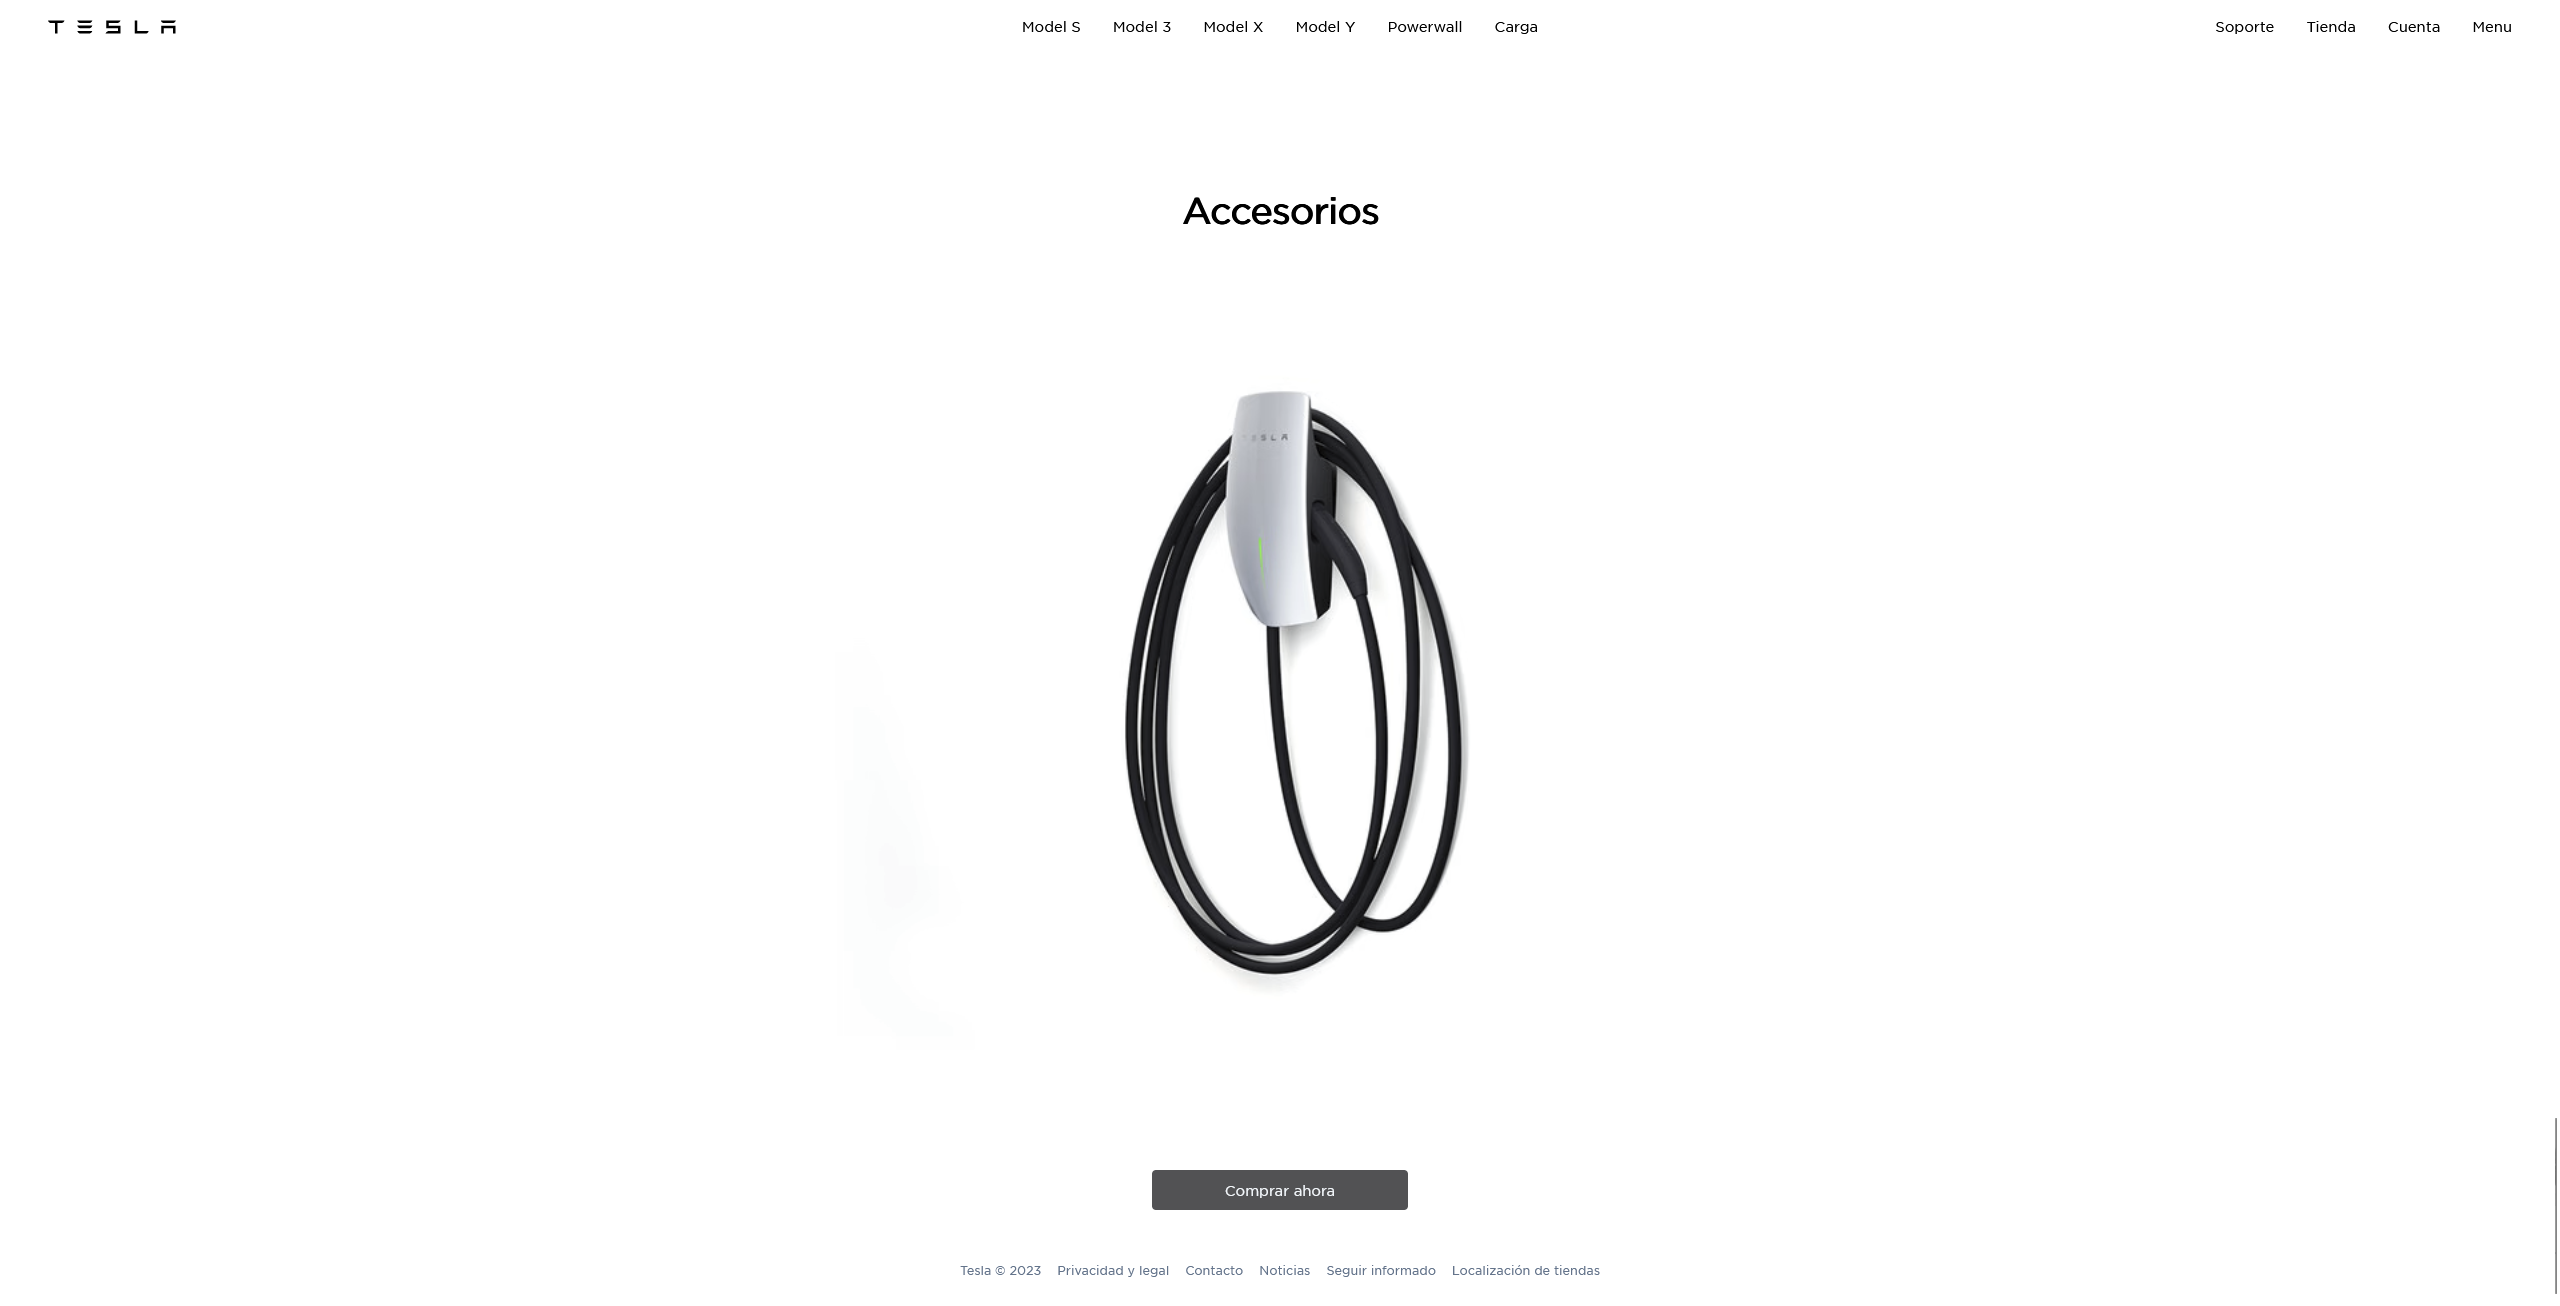 TESLA Model S Model 3 Model X Model Y Powerwall Carga Soporte Tienda Cuenta Menu
Accesorios
TESLA
Comprar ahora
Tesla © 2023 Privacidad y legal Contacto Noticias Seguir informado Localización de tiendas